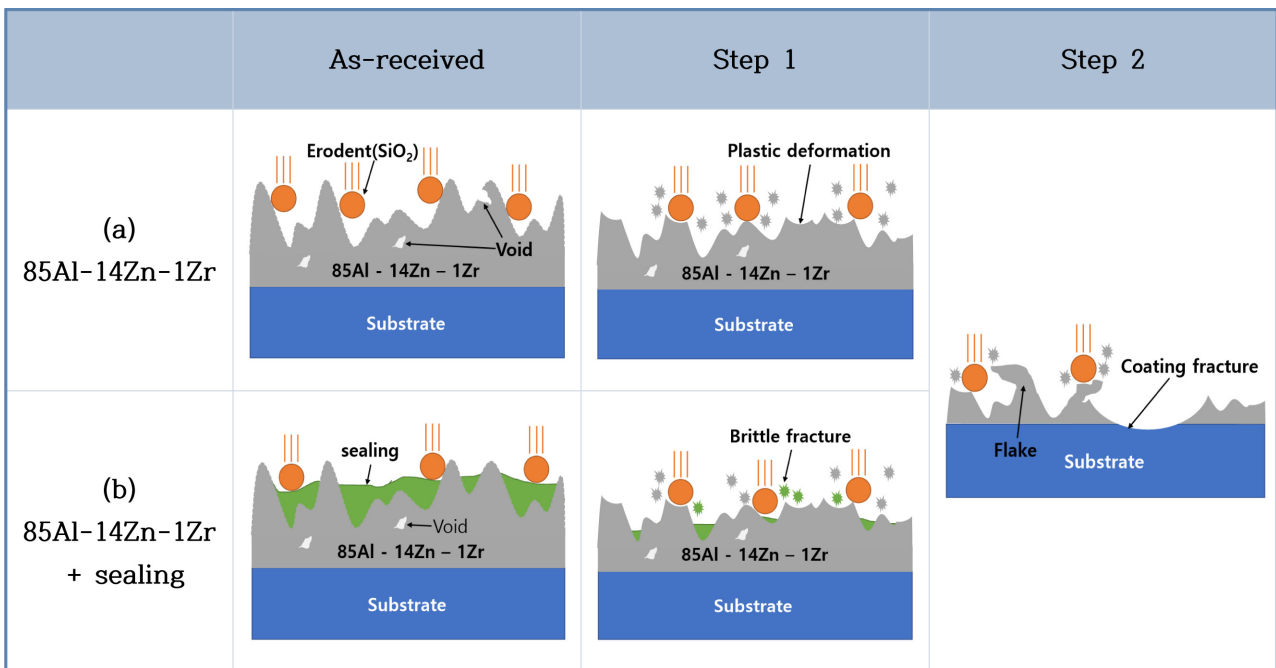 As-received
Step 1
Step 2
(a)
85Al-14Zn-1Zr
Erodent(SiO₂)
Void
85Al - 14Zn – 1Zr
Substrate
Plastic deformation
85Al - 14Zn – 1Zr
Substrate
(b)
85Al-14Zn-1Zr
+ sealing
sealing
Void
85Al - 14Zn – 1Zr
Substrate
Brittle fracture
85Al - 14Zn – 1Zr
Substrate
Coating fracture
Flake
Substrate